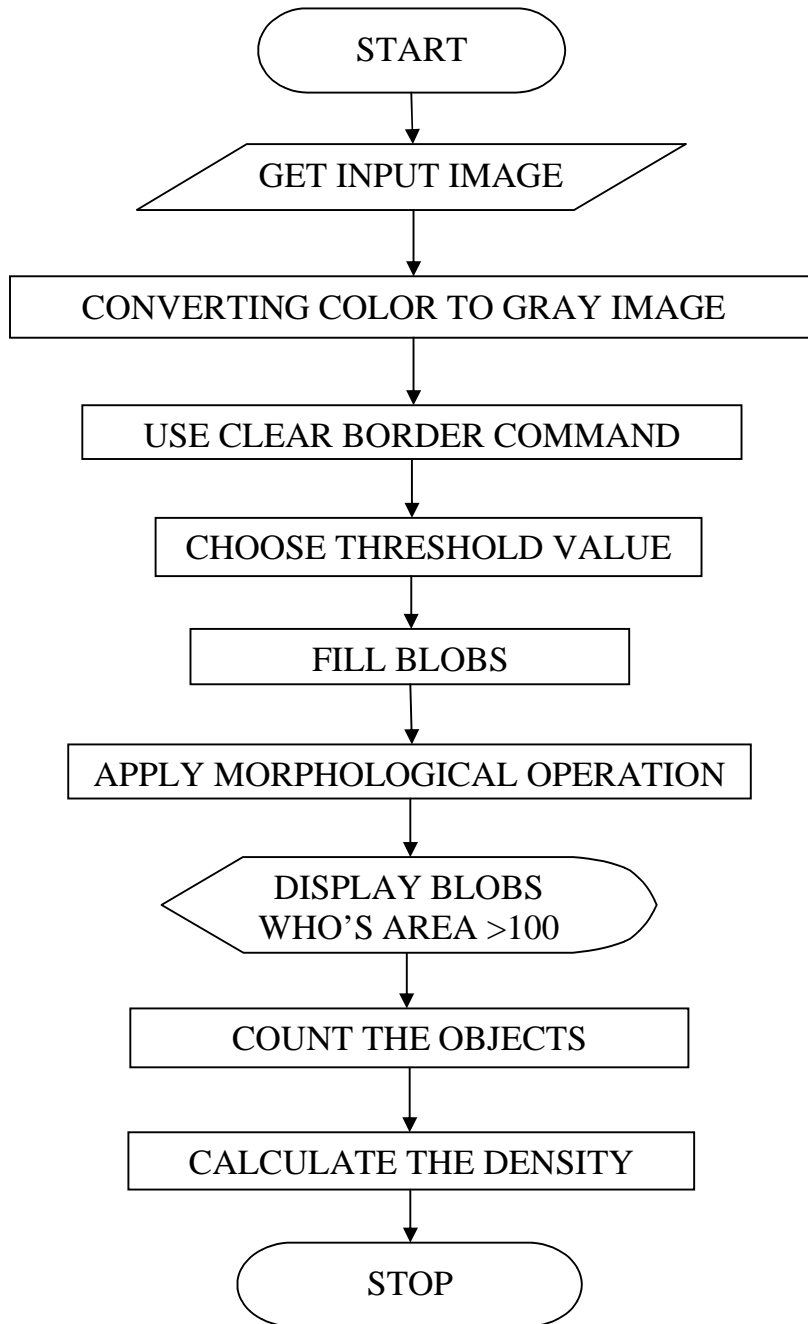 START
GET INPUT IMAGE
CONVERTING COLOR TO GRAY IMAGE
USE CLEAR BORDER COMMAND
CHOOSE THRESHOLD VALUE
FILL BLOBS
APPLY MORPHOLOGICAL OPERATION
DISPLAY BLOBS
WHO’S AREA >100
COUNT THE OBJECTS
CALCULATE THE DENSITY
STOP